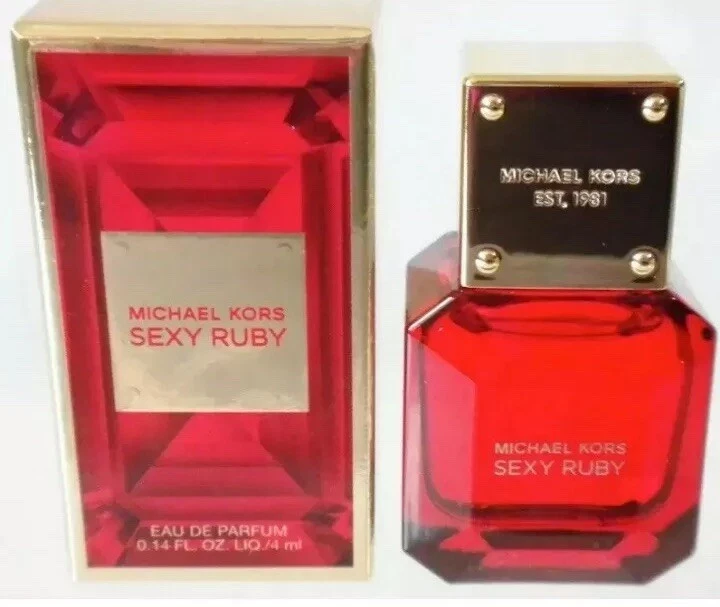 MICHAEL KORS
SEXY RUBY
EAU DE PARFUM
0.14 FL. OZ. LIQ./4 ml
MICHAEL KORS
EST. 1981
MICHAEL KORS
SEXY RUBY